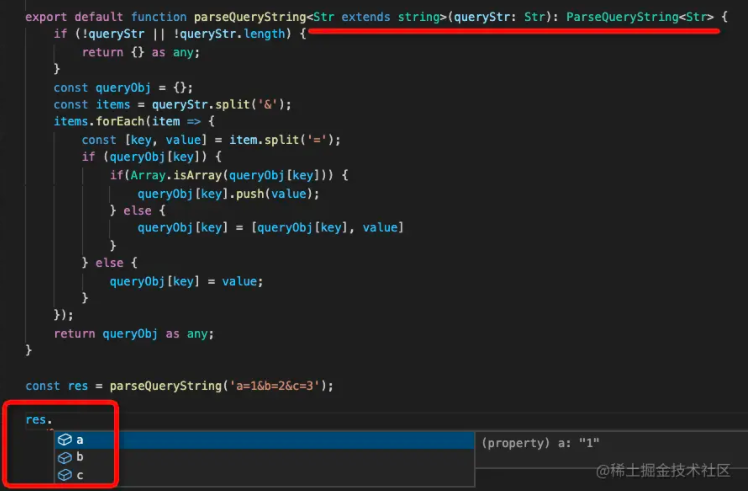 export default function parseQueryString<Str extends string>(queryStr: Str): ParseQueryString<Str> {
    if (!queryStr || !queryStr.length) {
        return {} as any;
    }
    const queryObj = {};
    const items = queryStr.split('&');
    items.forEach(item => {
        const [key, value] = item.split('=');
        if (queryObj[key]) {
            if(Array.isArray(queryObj[key])) {
                queryObj[key].push(value);
            } else {
                queryObj[key] = [queryObj[key], value]
            }
        } else {
            queryObj[key] = value;
        }
    });
    return queryObj as any;
}
const res = parseQueryString('a=1&b=2&c=3');
res.
a
(property) a: "1"
b
c
@稀土掘金技术社区